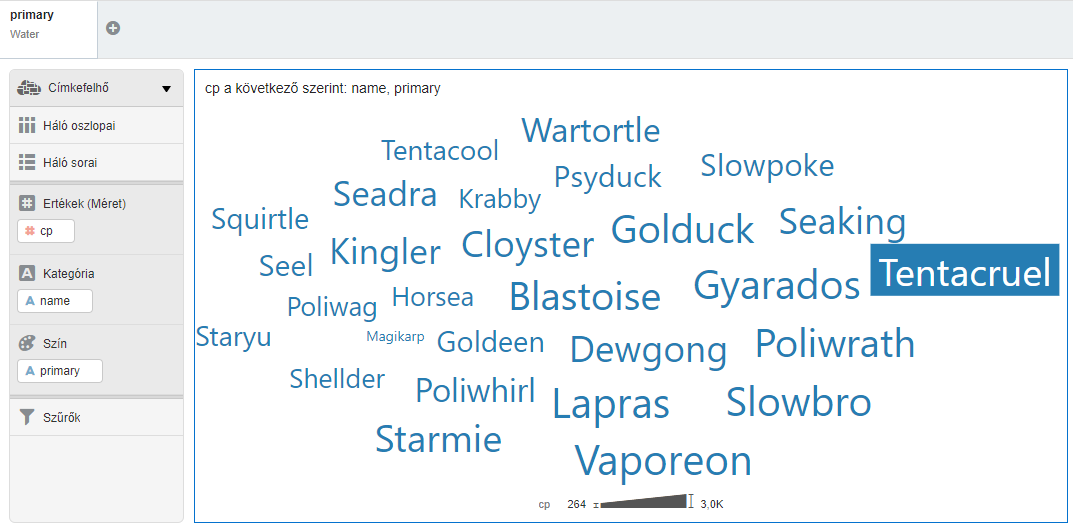 primary
Water
Címkefelhő
Háló oszlopai
Háló sorai
Értékek (Méret)
# cp
A Kategória
A name
Szín
A primary
Szűrők
cp a következő szerint: name, primary
Wartortle
Tentacool
Slowpoke
Psyduck
Seadra
Krabby
Squirtle
Golduck
Seaking
Cloyster
Kingler
Seel
Tentacruel
Gyarados
Blastoise
Horsea
Poliwag
Staryu
Magikarp
Goldeen
Dewgong
Poliwrath
Shellder
Poliwhirl
Lapras
Slowbro
Starmie
Vaporeon
cp 264 3,0K